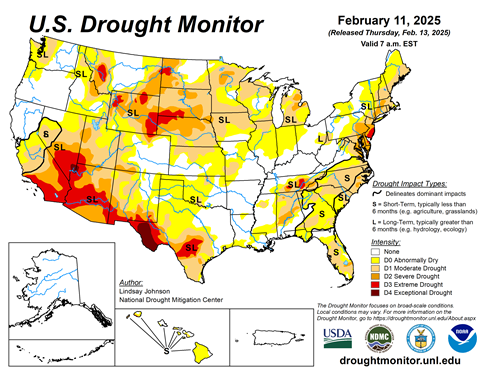 U.S. Drought Monitor
February 11, 2025
(Released Thursday, Feb. 13, 2025)
Valid 7 a.m. EST
SL
SL
SL
SL
SL
SL
L
S
SL
SL
SL
SL
S
S
S
SL
S
S
Drought Impact Types:
Delineates dominant impacts
S = Short-Term, typically less than
6 months (e.g. agriculture, grasslands)
L = Long-Term, typically greater than
6 months (e.g. hydrology, ecology)
Intensity:
None
D0 Abnormally Dry
D1 Moderate Drought
D2 Severe Drought
D3 Extreme Drought
D4 Exceptional Drought
Author:
Lindsay Johnson
National Drought Mitigation Center
The Drought Monitor focuses on broad-scale conditions.
Local conditions may vary. For more information on the
Drought Monitor, go to https://droughtmonitor.unl.edu/About.aspx
USDA
NDMC
NOAA
droughtmonitor.unl.edu